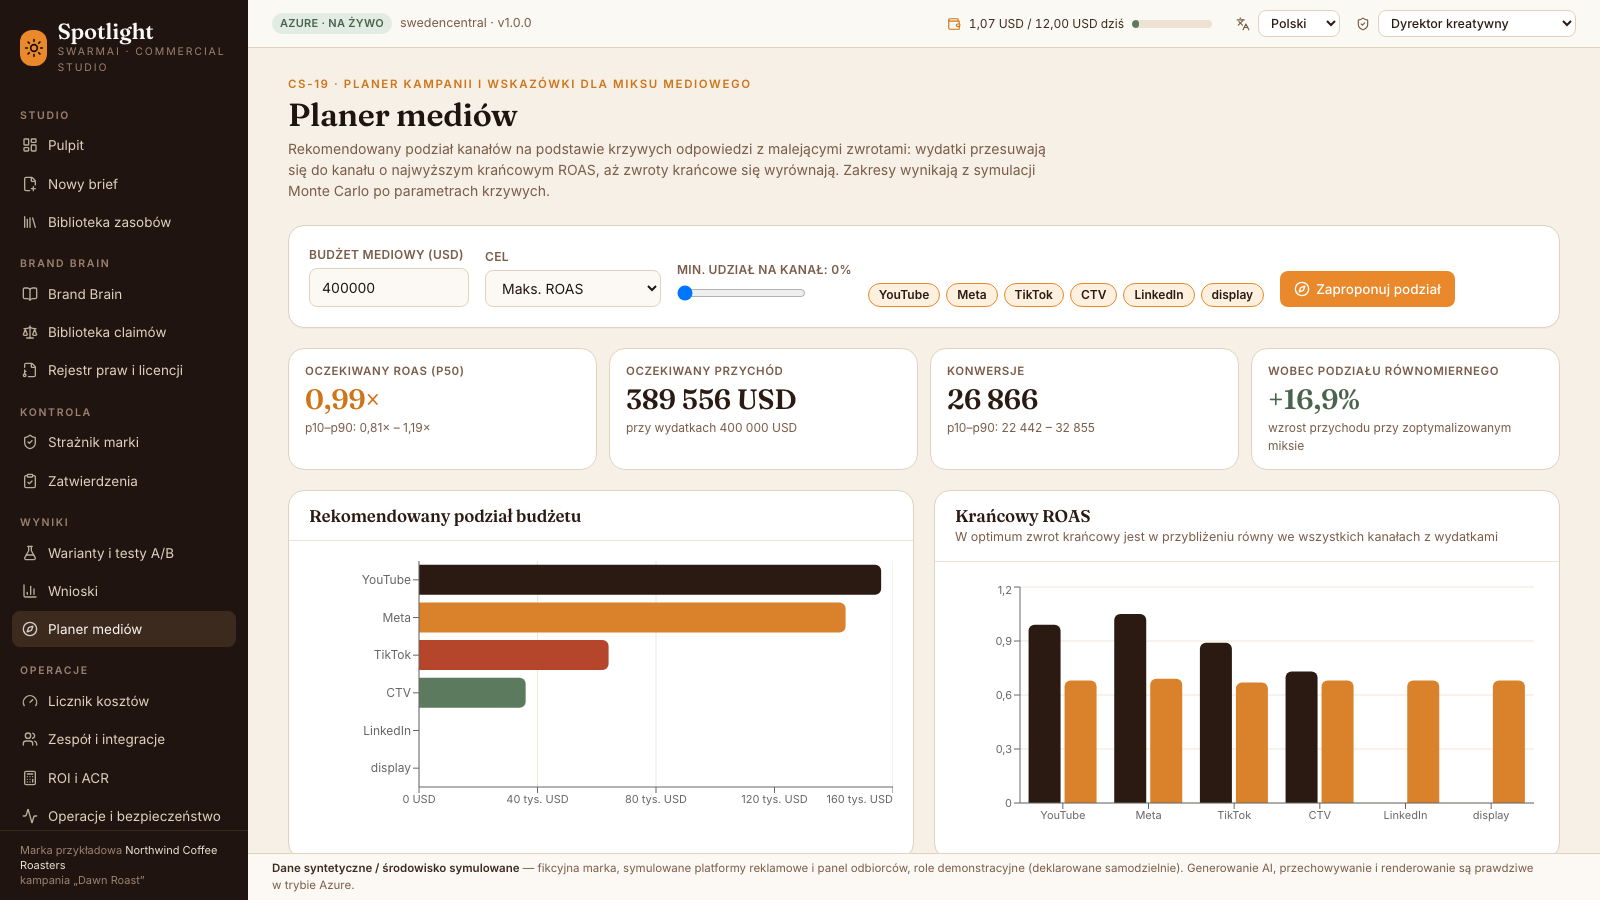 Spotlight
SWARMAI · COMMERCIAL
STUDIO
STUDIO
Pulpit
Nowy brief
Biblioteka zasobów
BRAND BRAIN
Brand Brain
Biblioteka claimów
Rejestr praw i licencji
KONTROLA
Strażnik marki
Zatwierdzenia
WYNIKI
Warianty i testy A/B
Wnioski
Planer mediów
OPERACJE
Licznik kosztów
Zespół i integracje
ROI i ACR
Operacje i bezpieczeństwo
Marka przykładowa Northwind Coffee
Roasters
kampania „Dawn Roast”
AZURE · NA ŻYWO swedencentral · v1.0.0
1,07 USD / 12,00 USD dziś
Polski
Dyrektor kreatywny
CS-19 · PLANER KAMPANII I WSKAZÓWKI DLA MIKSU MEDIOWEGO
Planer mediów
Rekomendowany podział kanałów na podstawie krzywych odpowiedzi z malejącymi zwrotami: wydatki przesuwają
się do kanału o najwyższym krańcowym ROAS, aż zwroty krańcowe się wyrównają. Zakresy wynikają z symulacji
Monte Carlo po parametrach krzywych.
BUDŻET MEDIOWY (USD)
400000
CEL
Maks. ROAS
MIN. UDZIAŁ NA KANAŁ: 0%
YouTube Meta TikTok CTV LinkedIn display
Zaproponuj podział
OCZEKIWANY ROAS (P50)
0,99×
p10–p90: 0,81× – 1,19×
OCZEKIWANY PRZYCHÓD
389 556 USD
przy wydatkach 400 000 USD
KONWERSJE
26 866
p10–p90: 22 442 – 32 855
WOBEC PODZIAŁU RÓWNOMIERNEGO
+16,9%
wzrost przychodu przy zoptymalizowanym
miksie
Rekomendowany podział budżetu
YouTube
Meta
TikTok
CTV
LinkedIn
display
0 USD 40 tys. USD 80 tys. USD 120 tys. USD 160 tys. USD
Krańcowy ROAS
W optimum zwrot krańcowy jest w przybliżeniu równy we wszystkich kanałach z wydatkami
1,2
0,9
0,6
0,3
0
YouTube Meta TikTok CTV LinkedIn display
Dane syntetyczne / środowisko symulowane — fikcyjna marka, symulowane platformy reklamowe i panel odbiorców, role demonstracyjne (deklarowane samodzielnie). Generowanie AI, przechowywanie i renderowanie są prawdziwe
w trybie Azure.